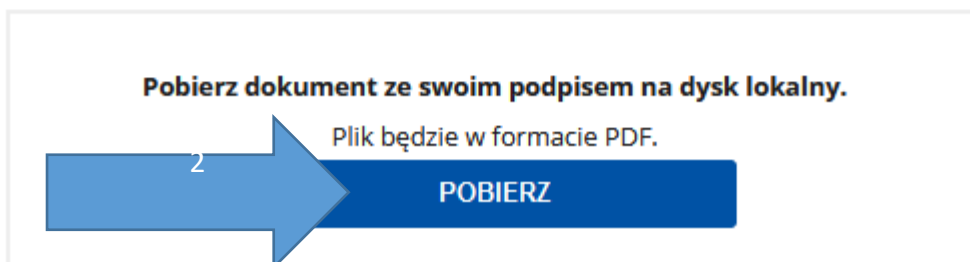 Pobierz dokument ze swoim podpisem na dysk lokalny.
Plik będzie w formacie PDF.
2
POBIERZ